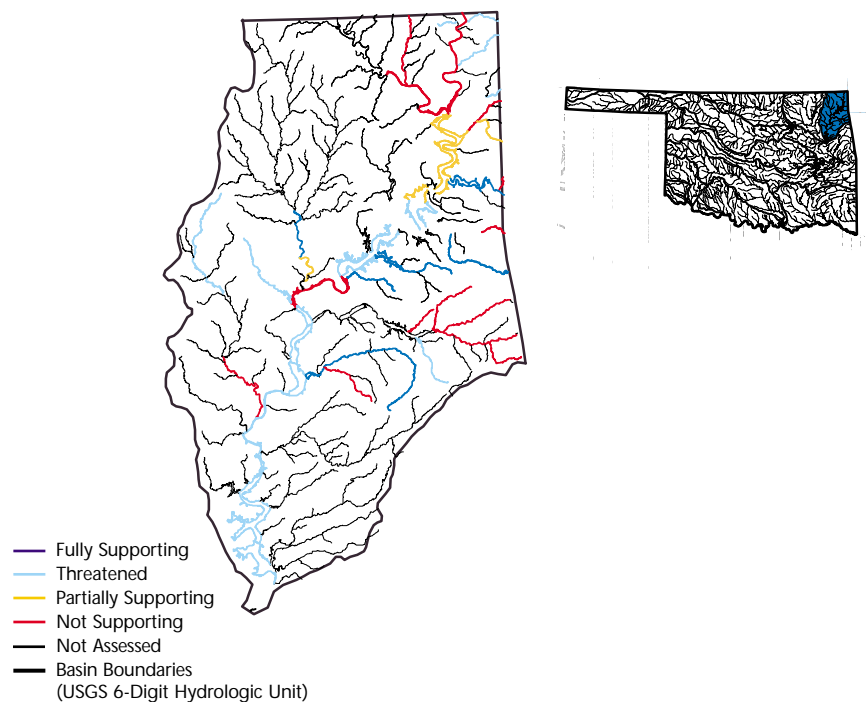 Fully Supporting
Threatened
Partially Supporting
Not Supporting
Not Assessed
Basin Boundaries
(USGS 6-Digit Hydrologic Unit)